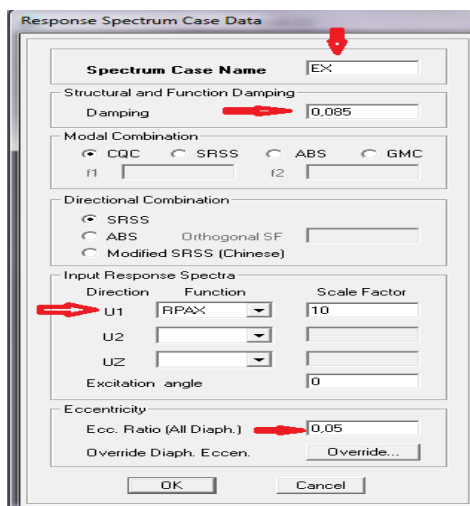 Response Spectrum Case Data
Spectrum Case Name EX
Structural and Function Damping
Damping 0,085
Modal Combination
CQC SRSS ABS GMC
f1 f2
Directional Combination
SRSS
ABS Orthogonal SF
Modified SRSS (Chinese)
Input Response Spectra
Direction Function Scale Factor
U1 RPAX 10
U2
UZ
Excitation angle 0
Eccentricity
Ecc. Ratio (All Diaph.) 0,05
Override Diaph. Eccen. Override...
OK Cancel